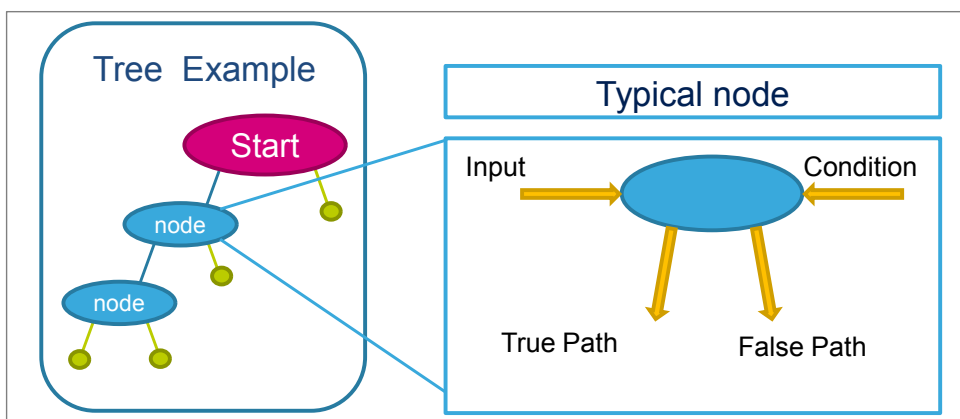 Tree Example
Start
node
node
Typical node
Input
Condition
True Path
False Path